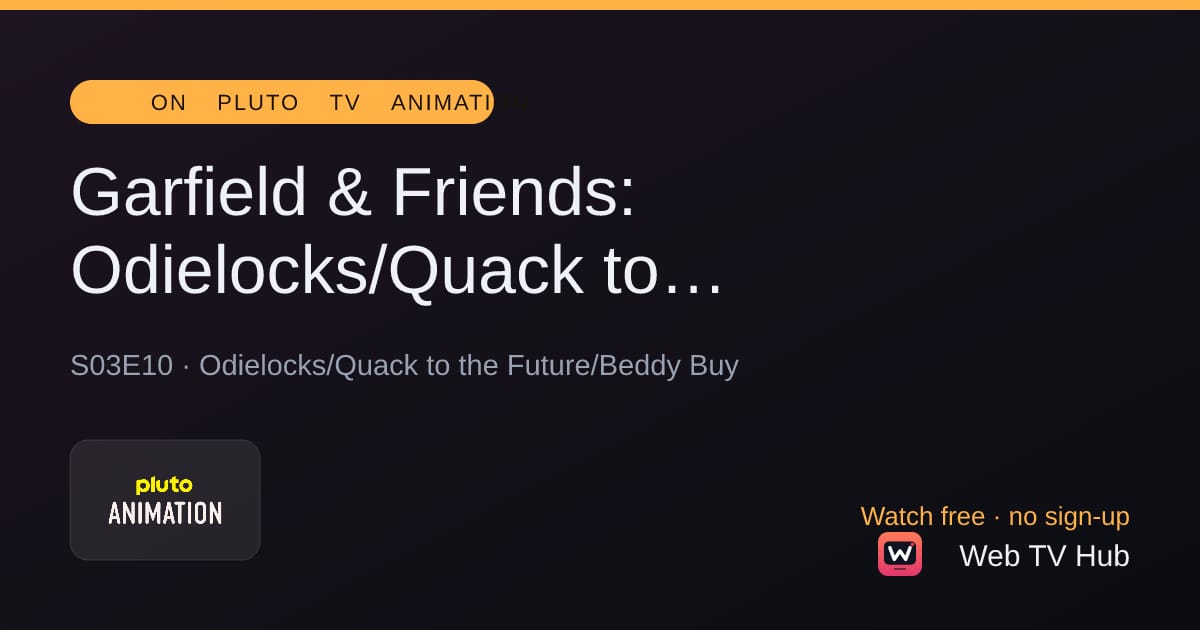 ON PLUTO TV ANIMATI
Garfield & Friends:
Odielocks/Quack to…
S03E10 · Odielocks/Quack to the Future/Beddy Buy
pluto
ANIMATION
Watch free · no sign-up
W
Web TV Hub